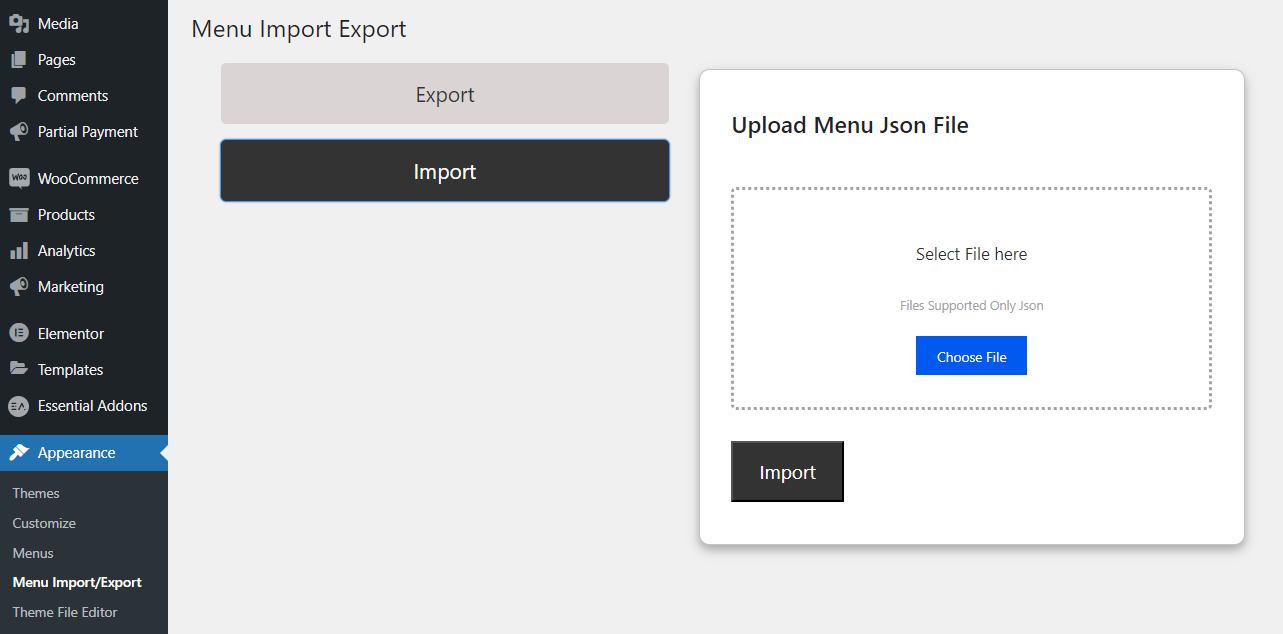 Media
Pages
Comments
Partial Payment
WooCommerce
Products
Analytics
Marketing
Elementor
Templates
Essential Addons
Appearance
Themes
Customize
Menus
Menu Import/Export
Theme File Editor
Menu Import Export
Export
Import
Upload Menu Json File
Select File here
Files Supported Only Json
Choose File
Import